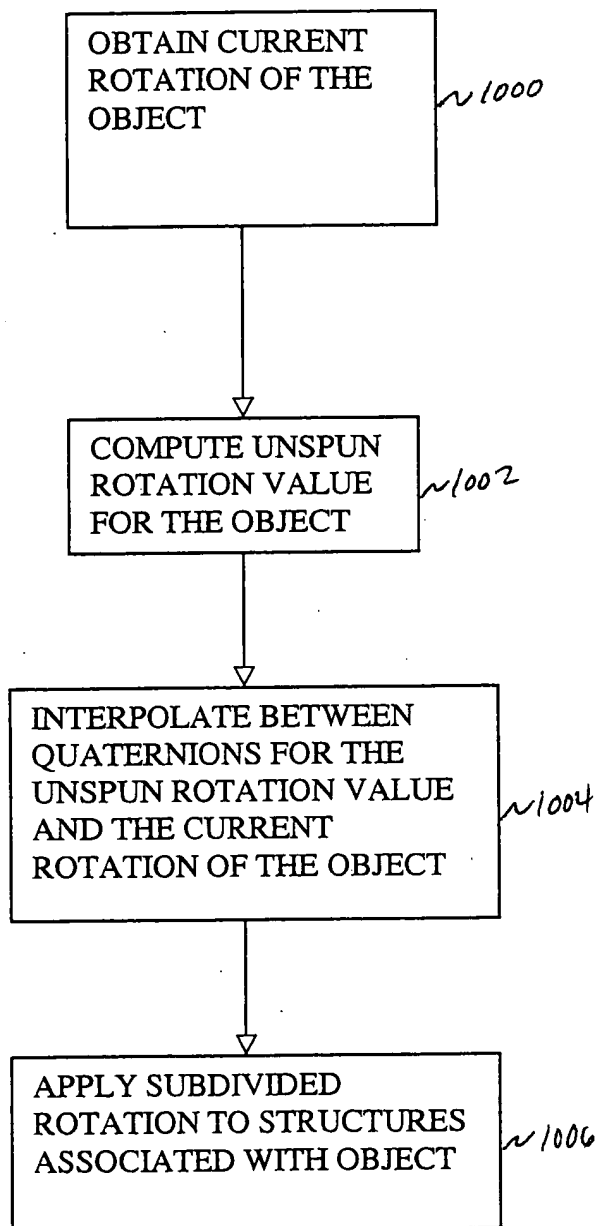 OBTAIN CURRENT
ROTATION OF THE
OBJECT
~1000
COMPUTE UNSPUN
ROTATION VALUE
FOR THE OBJECT
~1002
INTERPOLATE BETWEEN
QUATERNIONS FOR THE
UNSPUN ROTATION VALUE
AND THE CURRENT
ROTATION OF THE OBJECT
~1004
APPLY SUBDIVIDED
ROTATION TO STRUCTURES
ASSOCIATED WITH OBJECT
~1006